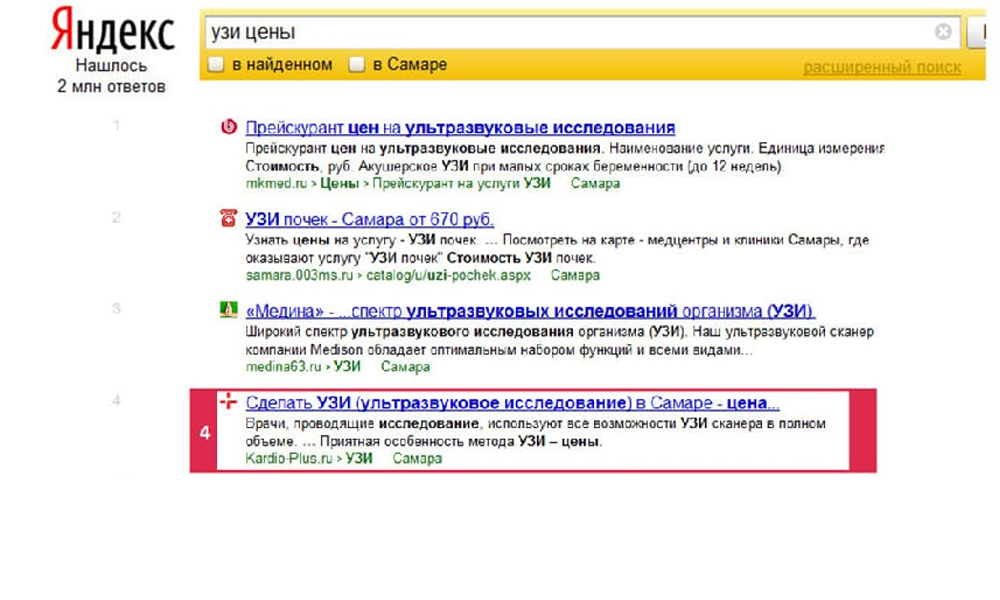 Яндекс
Нашлось
2 млн ответов
узи цены
в найденном
в Самаре
расширенный поиск
1
Прейскурант цен на ультразвуковые исследования
Прейскурант цен на ультразвуковые исследования. Наименование услуги. Единица измерения
Стоимость, руб. Акушерское УЗИ при малых сроках беременности (до 12 недель)
mkmed.ru > Цены > Прейскурант на услуги УЗИ Самара
2
УЗИ почек - Самара от 670 руб.
Узнать цены на услугу - УЗИ почек. ... Посмотреть на карте - медцентры и клиники Самары, где
оказывают услугу "УЗИ почек" Стоимость УЗИ почек.
samara.003ms.ru > catalog/u/uzi-pochek.aspx Самара
3
«Медина» - ...спектр ультразвуковых исследований организма (УЗИ).
Широкий спектр ультразвукового исследования организма (УЗИ). Наш ультразвуковой сканер
компании Medison обладает оптимальным набором функций и всеми видами...
medina63.ru > УЗИ Самара
4
4
Сделать УЗИ (ультразвуковое исследование) в Самаре - цена...
Врачи, проводящие исследование, используют все возможности УЗИ сканера в полном
объеме. ... Приятная особенность метода УЗИ – цены.
Kardio-Plus.ru > УЗИ Самара